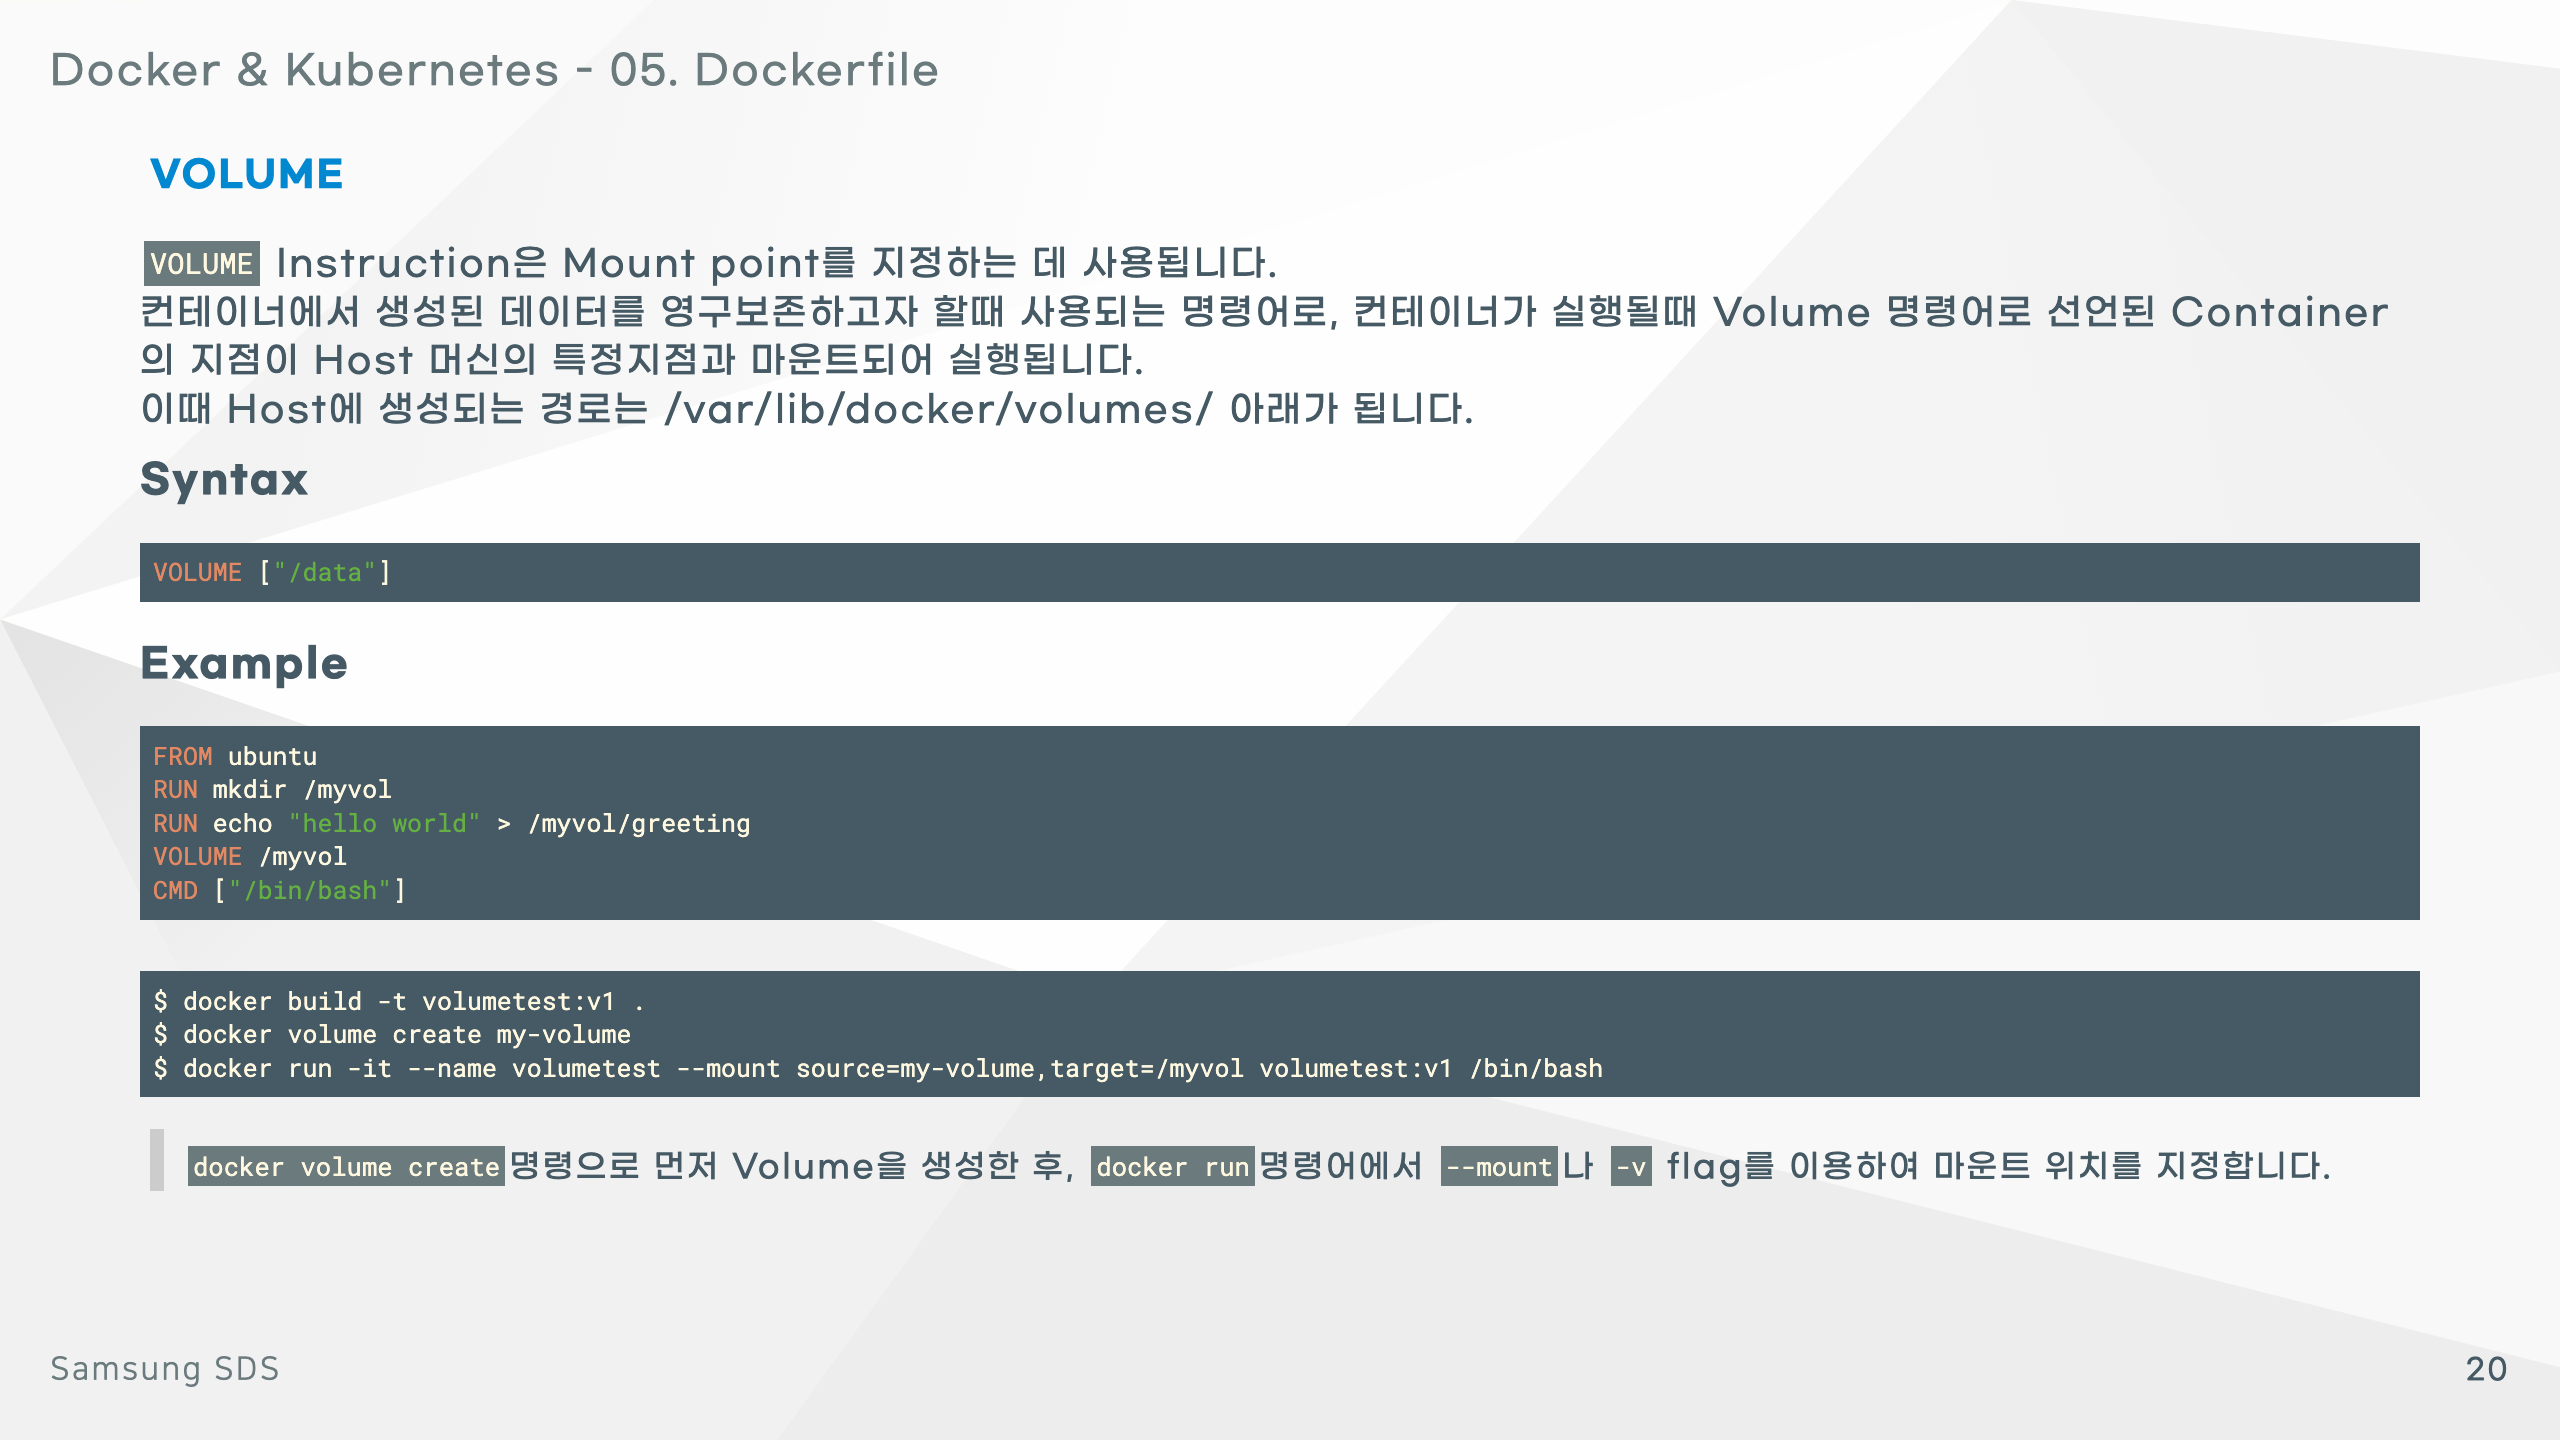 Docker & Kubernetes - 05. Dockerfile
VOLUME
VOLUME Instruction은 Mount point를 지정하는 데 사용됩니다.
컨테이너에서 생성된 데이터를 영구보존하고자 할때 사용되는 명령어로, 컨테이너가 실행될때 Volume 명령어로 선언된 Container
의 지점이 Host 머신의 특정지점과 마운트되어 실행됩니다.
이때 Host에 생성되는 경로는 /var/lib/docker/volumes/ 아래가 됩니다.
Syntax
VOLUME ["/data"]
Example
FROM ubuntu
RUN mkdir /myvol
RUN echo "hello world" > /myvol/greeting
VOLUME /myvol
CMD ["/bin/bash"]
$ docker build -t volumetest:v1 .
$ docker volume create my-volume
$ docker run -it --name volumetest --mount source=my-volume,target=/myvol volumetest:v1 /bin/bash
docker volume create 명령으로 먼저 Volume을 생성한 후, docker run 명령어에서 --mount 나 -v flag를 이용하여 마운트 위치를 지정합니다.
Samsung SDS
20